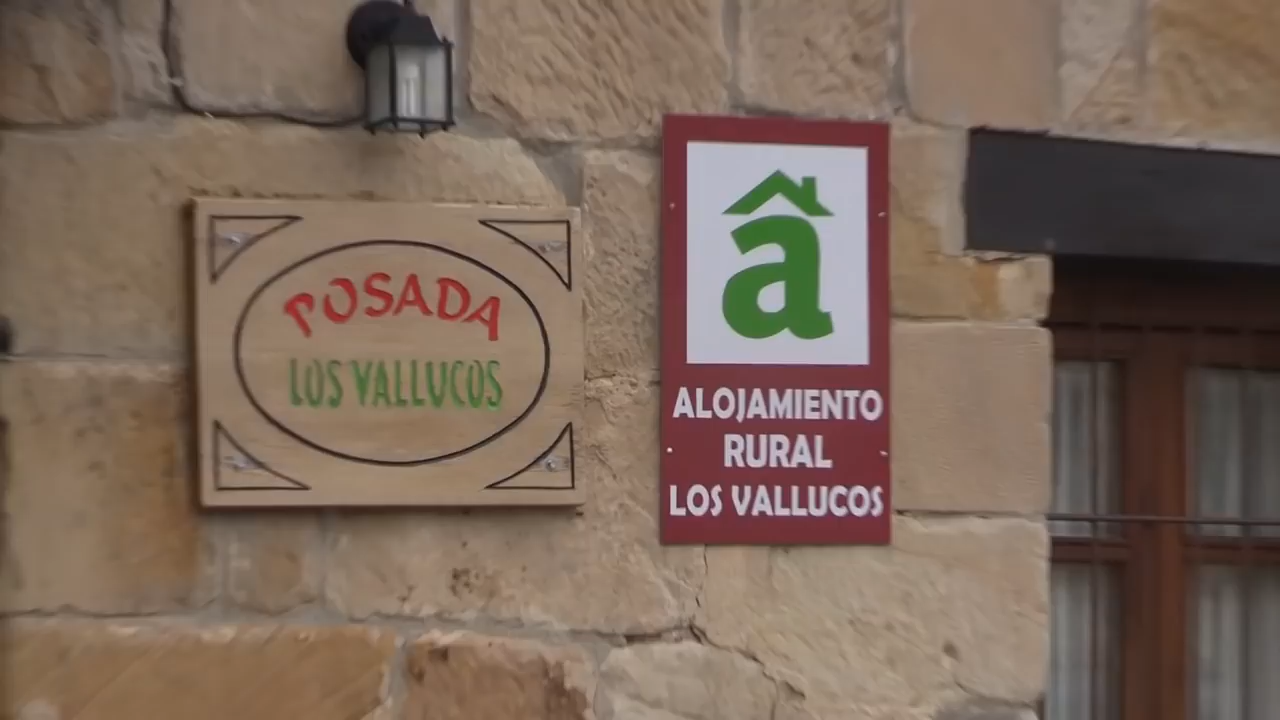 POSADA
LOS VALLUCOS
a
ALOJAMIENTO
RURAL
LOS VALLUCOS